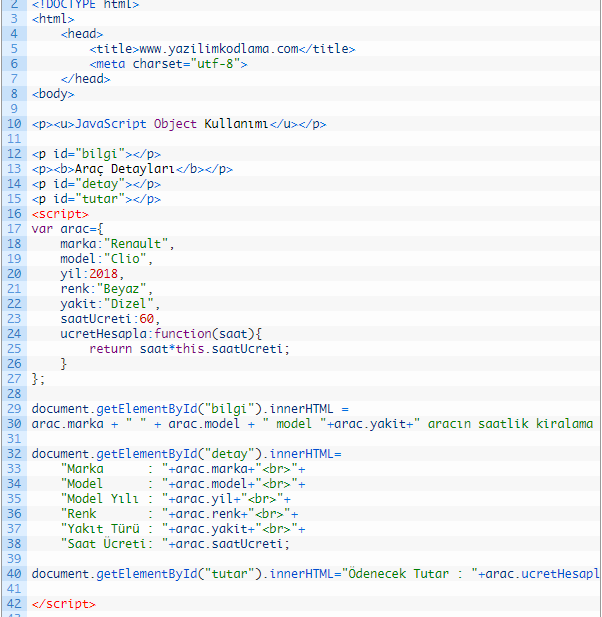 2 <!DOCTYPE html>
3 <html>
4     <head>
5         <title>www.yazilimkodlama.com</title>
6         <meta charset="utf-8">
7     </head>
8 <body>
9
10 <p><u>JavaScript Object Kullanımı</u></p>
11
12 <p id="bilgi"></p>
13 <p><b>Araç Detayları</b></p>
14 <p id="detay"></p>
15 <p id="tutar"></p>
16 <script>
17 var arac={
18     marka:"Renault",
19     model:"Clio",
20     yil:2018,
21     renk:"Beyaz",
22     yakit:"Dizel",
23     saatUcreti:60,
24     ucretHesapla:function(saat){
25         return saat*this.saatUcreti;
26     }
27 };
28
29 document.getElementById("bilgi").innerHTML =
30 arac.marka + " " + arac.model + " model "+arac.yakit+" aracın saatlik kiralama
31
32 document.getElementById("detay").innerHTML=
33     "Marka      : "+arac.marka+"<br>"+
34     "Model      : "+arac.model+"<br>"+
35     "Model Yılı : "+arac.yil+"<br>"+
36     "Renk       : "+arac.renk+"<br>"+
37     "Yakıt Türü : "+arac.yakit+"<br>"+
38     "Saat Ücreti: "+arac.saatUcreti;
39
40 document.getElementById("tutar").innerHTML="Ödenecek Tutar : "+arac.ucretHesapl
41
42 </script>